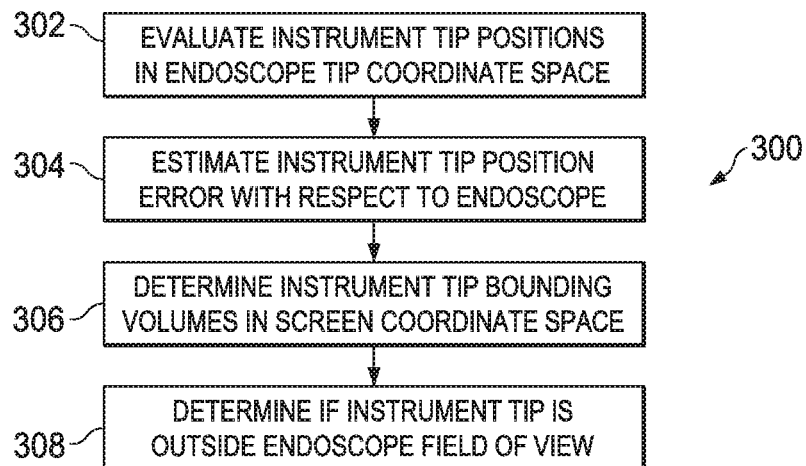 302
EVALUATE INSTRUMENT TIP POSITIONS
IN ENDOSCOPE TIP COORDINATE SPACE
304
ESTIMATE INSTRUMENT TIP POSITION
ERROR WITH RESPECT TO ENDOSCOPE
300
306
DETERMINE INSTRUMENT TIP BOUNDING
VOLUMES IN SCREEN COORDINATE SPACE
308
DETERMINE IF INSTRUMENT TIP IS
OUTSIDE ENDOSCOPE FIELD OF VIEW